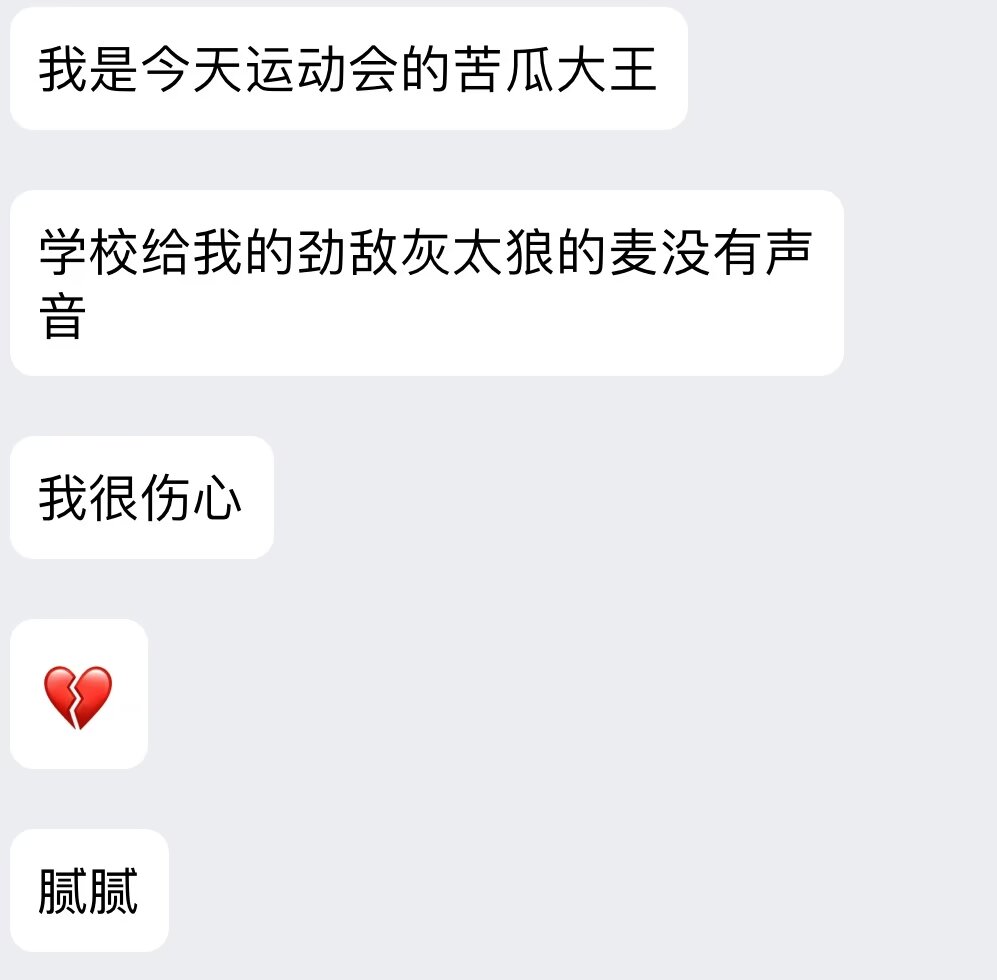 我是今天运动会的苦瓜大王
学校给我的劲敌灰太狼的麦没有声
音
我很伤心
💔
腻腻